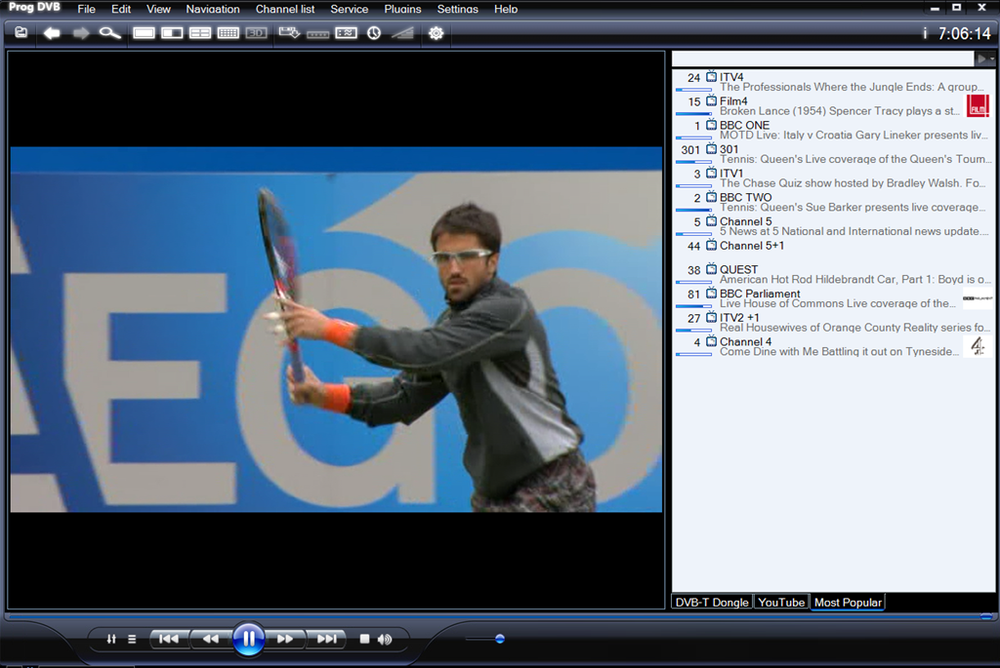 Prog DVB File Edit View Navigation Channel list Service Plugins Settings Help
3D i 7:06:14
24 ITV4
The Professionals Where the Jungle Ends: A group...
15 Film4
Broken Lance (1954) Spencer Tracy plays a st...
FILM4
1 BBC ONE
MOTD Live: Italy v Croatia Gary Lineker presents liv...
301 301
Tennis: Queen's Live coverage of the Queen's Tourn...
3 ITV1
The Chase Quiz show hosted by Bradley Walsh. Fo...
2 BBC TWO
Tennis: Queen's Sue Barker presents live coverage...
5 Channel 5
5 News at 5 National and International news update....
44 Channel 5+1
38 QUEST
American Hot Rod Hildebrandt Car, Part 1: Boyd is o...
81 BBC Parliament
Live House of Commons Live coverage of the...
27 ITV2 +1
Real Housewives of Orange County Reality series fo...
4 Channel 4
Come Dine with Me Battling it out on Tyneside...
4
AEGO
DVB-T Dongle YouTube Most Popular